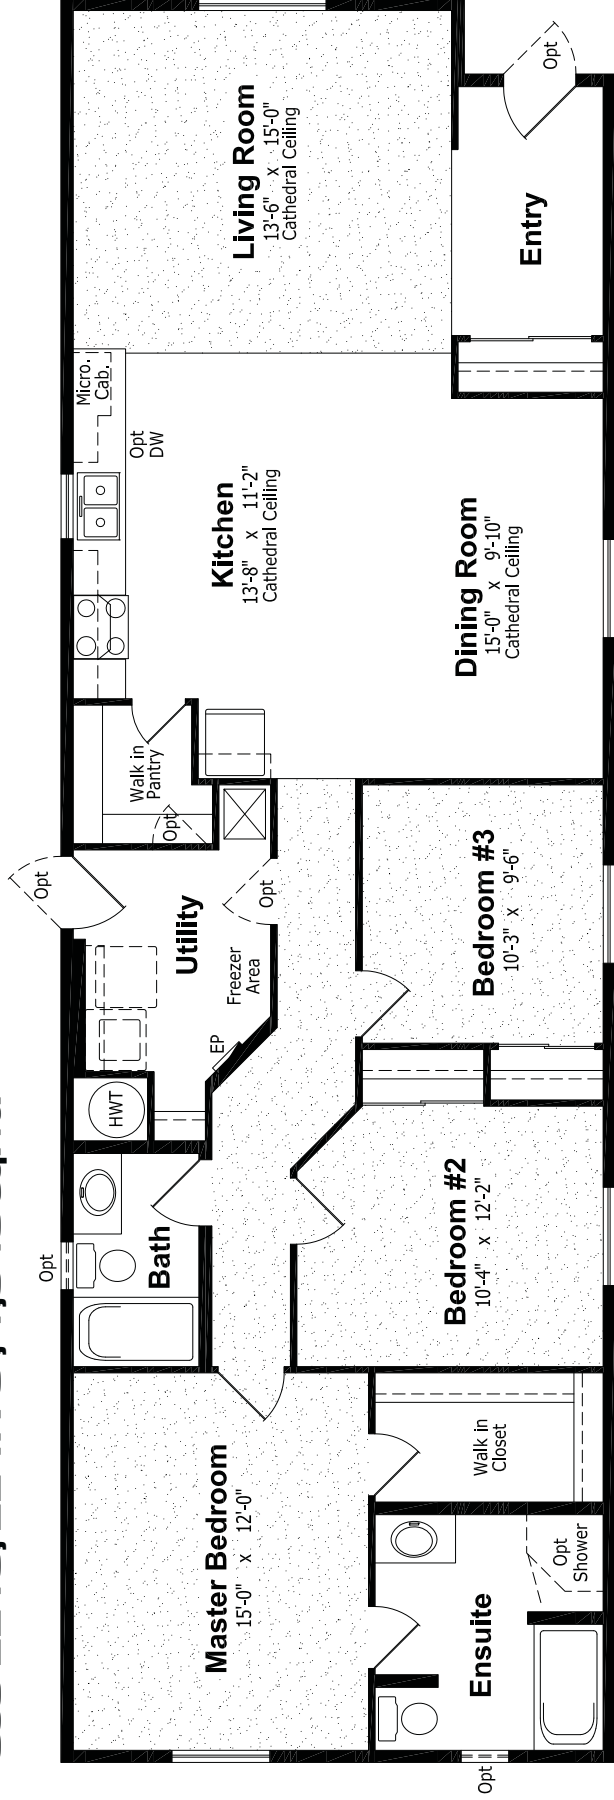 Living Room
13'-6" x 15'-0"
Cathedral Ceiling
Opt
Entry
Micro.
Cab.
Opt
DW
Kitchen
13'-8" x 11'-2"
Cathedral Ceiling
Dining Room
15'-0" x 9'-10"
Cathedral Ceiling
Walk in
Pantry
Opt
Opt
Utility
Opt
Freezer
Area
EP
HWT
Bedroom #3
10'-3" x 9'-6"
Bedroom #2
10'-4" x 12'-2"
Opt
Bath
Master Bedroom
15'-0" x 12'-0"
Walk in
Closet
Opt
Shower
Ensuite
Opt